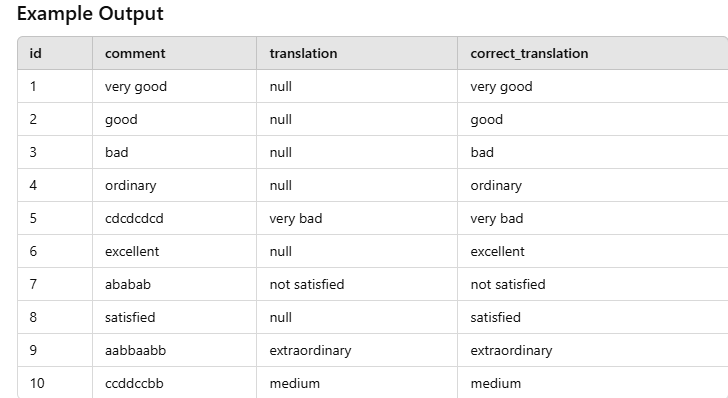 Example Output
id comment translation correct_translation
1 very good null very good
2 good null good
3 bad null bad
4 ordinary null ordinary
5 cdcdcdcd very bad very bad
6 excellent null excellent
7 ababab not satisfied not satisfied
8 satisfied null satisfied
9 aabbaabb extraordinary extraordinary
10 ccddccbb medium medium